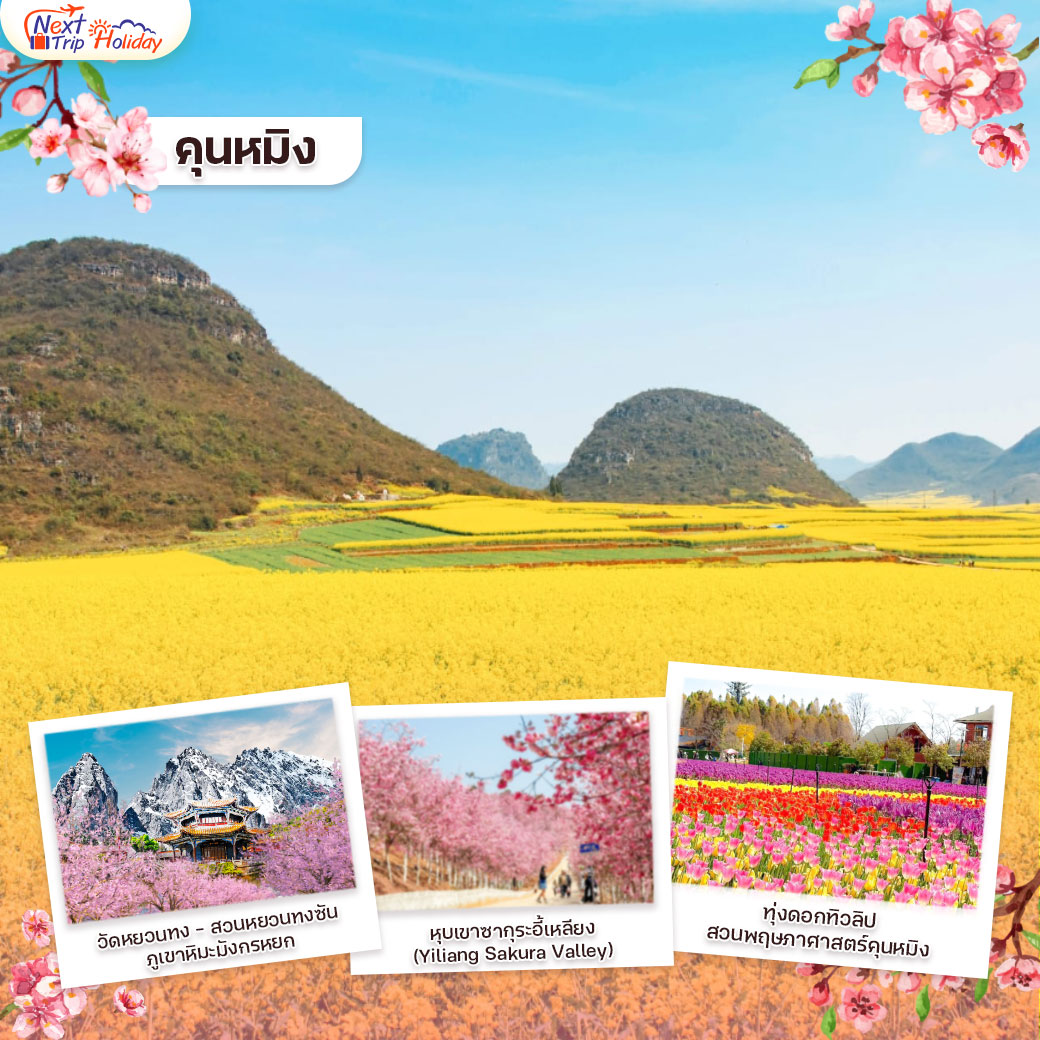 Next
Trip Holiday
คุนหมิง
วัดหยวนทง - สวนหยวนทงซัน
ภูเขาหิมะมังกรหยก
หุบเขาซากุระอี้เหลียง
(Yiliang Sakura Valley)
ทุ่งดอกทิวลิป
สวนพฤษภาศาสตร์คุนหมิง